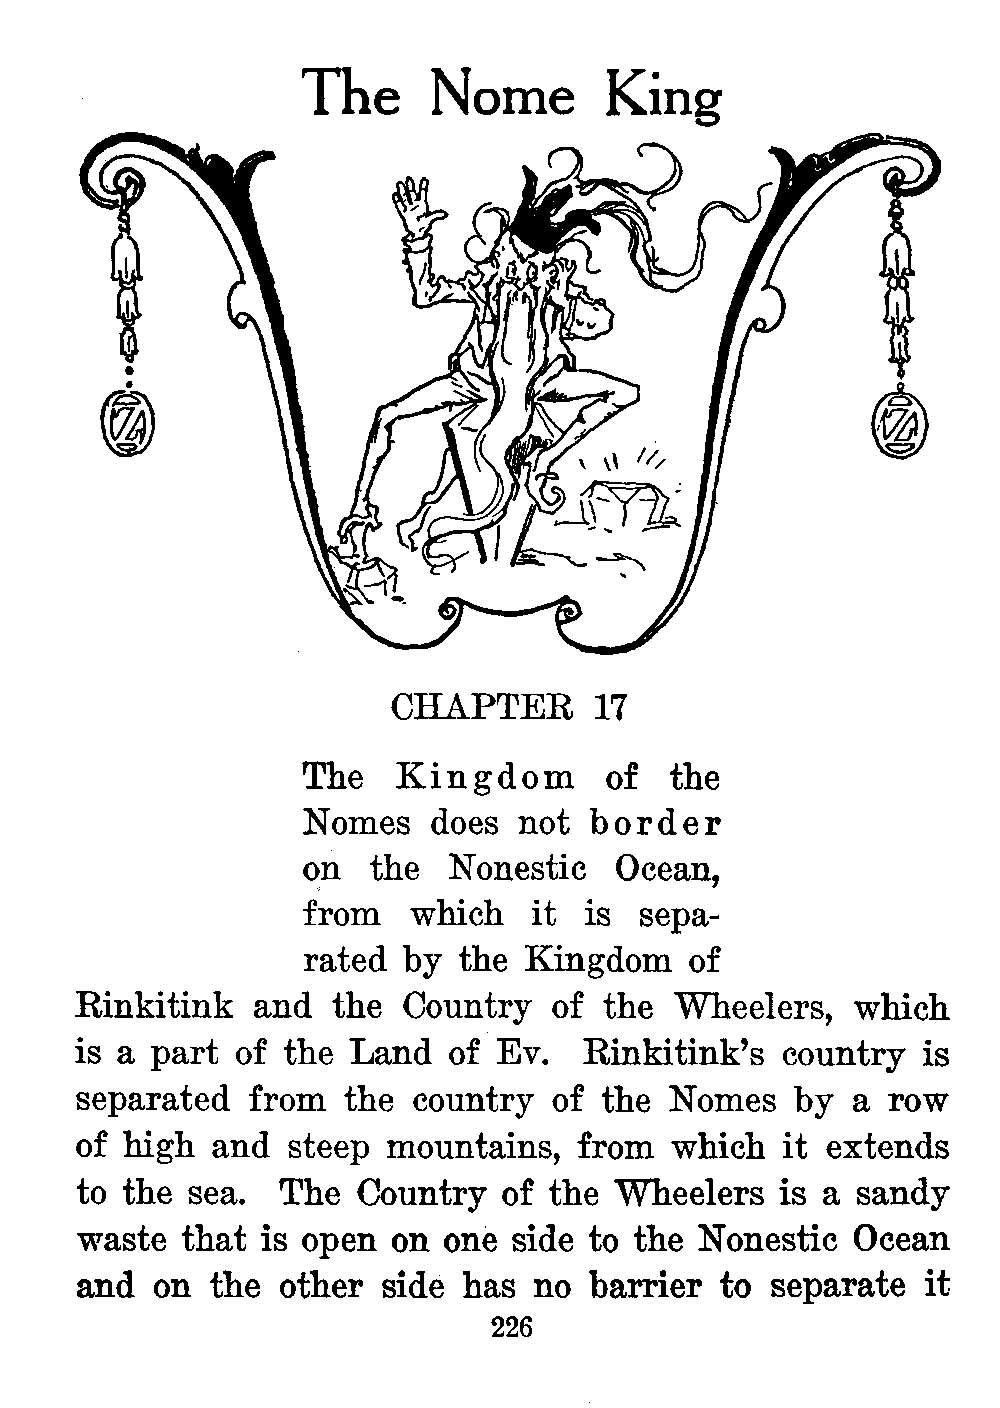 The Nome King
OZ
OZ
CHAPTER 17
The Kingdom of the
Nomes does not border
on the Nonestic Ocean,
from which it is sepa-
rated by the Kingdom of
Rinkitink and the Country of the Wheelers, which
is a part of the Land of Ev. Rinkitink's country is
separated from the country of the Nomes by a row
of high and steep mountains, from which it extends
to the sea. The Country of the Wheelers is a sandy
waste that is open on one side to the Nonestic Ocean
and on the other side has no barrier to separate it
226